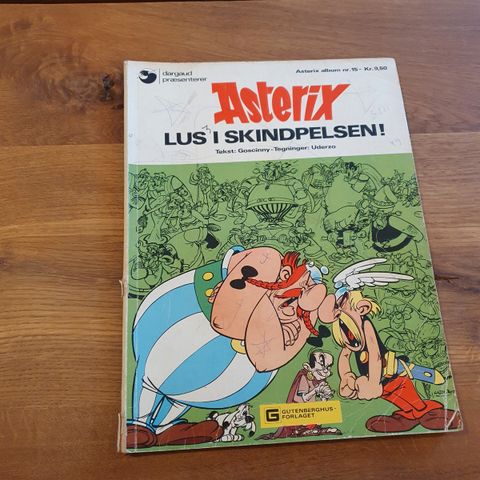 dargaud
præsenterer
Asterix album nr. 15 - Kr. 9,50
Asterix
LUS I SKINDPELSEN!
Tekst: Goscinny - Tegninger: Uderzo
G GUTENBERGHUS-
FORLAGET